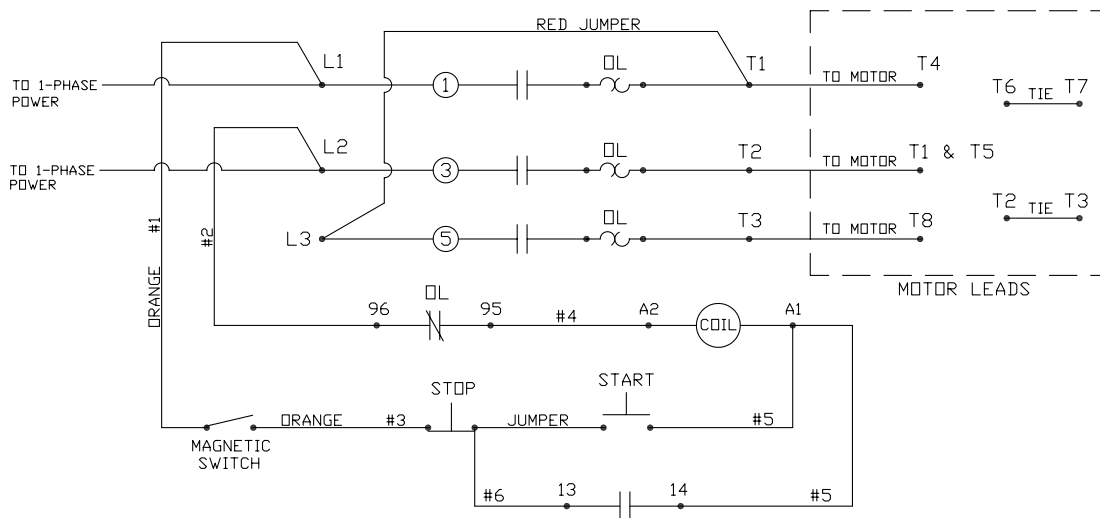 RED JUMPER
L1
1
OL
T1
T4
TO 1-PHASE
POWER
TO MOTOR
T6 TIE T7
L2
3
OL
T2
T1 & T5
TO 1-PHASE
POWER
TO MOTOR
T2 TIE T3
#1
#2
L3
5
OL
T3
T8
TO MOTOR
MOTOR LEADS
ORANGE
96
OL
95
#4
A2
COIL
A1
STOP
START
ORANGE
#3
JUMPER
#5
MAGNETIC
SWITCH
#6
13
14
#5